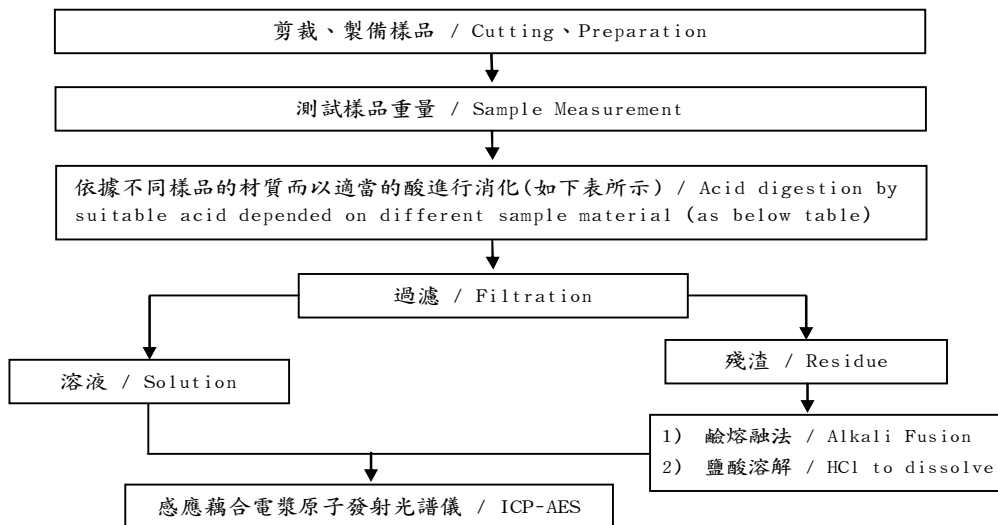 剪裁、製備樣品 / Cutting、Preparation
測試樣品重量 / Sample Measurement
依據不同樣品的材質而以適當的酸進行消化(如下表所示) / Acid digestion by
suitable acid depended on different sample material (as below table)
過濾 / Filtration
溶液 / Solution
殘渣 / Residue
1) 鹼熔融法 / Alkali Fusion
2) 鹽酸溶解 / HCl to dissolve
感應藕合電漿原子發射光譜儀 / ICP-AES